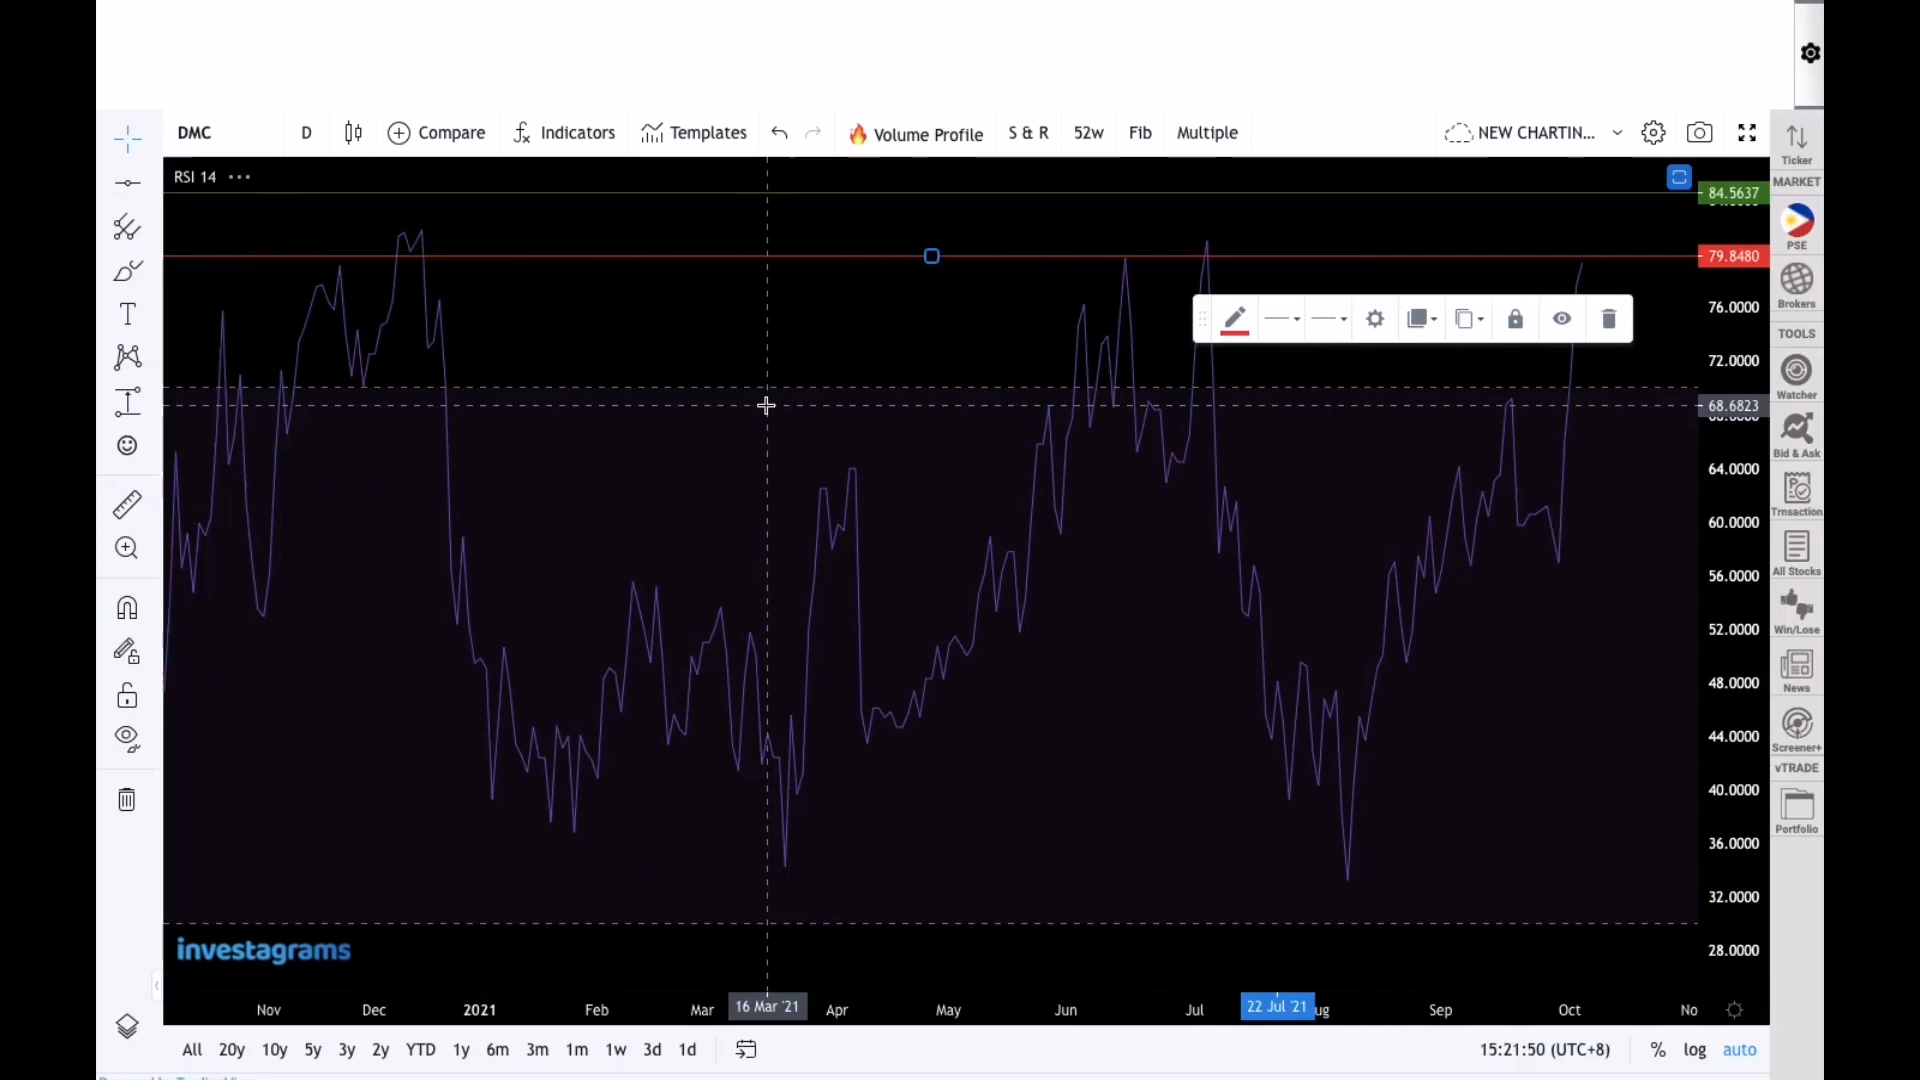 DMC D Compare Indicators Templates Volume Profile S & R 52w Fib Multiple NEW CHARTIN...
RSI 14
84.5637
79.8480
76.0000
72.0000
68.6823
64.0000
60.0000
56.0000
52.0000
48.0000
44.0000
40.0000
36.0000
32.0000
28.0000
Ticker
MARKET
PSE
Brokers
TOOLS
Watcher
Bid & Ask
Trnsaction
All Stocks
Win/Lose
News
Screener+
vTRADE
Portfolio
investagrams
Nov Dec 2021 Feb Mar 16 Mar '21 Apr May Jun Jul 22 Jul '21 ug Sep Oct No
All 20y 10y 5y 3y 2y YTD 1y 6m 3m 1m 1w 3d 1d 15:21:50 (UTC+8) % log auto